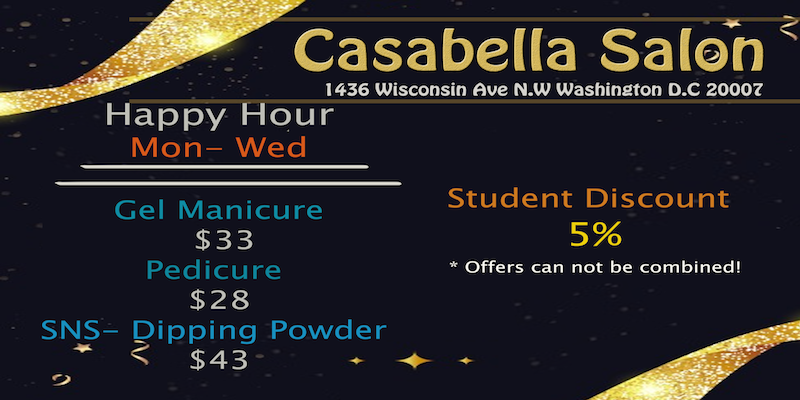 Casabella Salon
1436 Wisconsin Ave N.W Washington D.C 20007
Happy Hour
Mon- Wed
Gel Manicure
$33
Pedicure
$28
SNS- Dipping Powder
$43
Student Discount
5%
* Offers can not be combined!